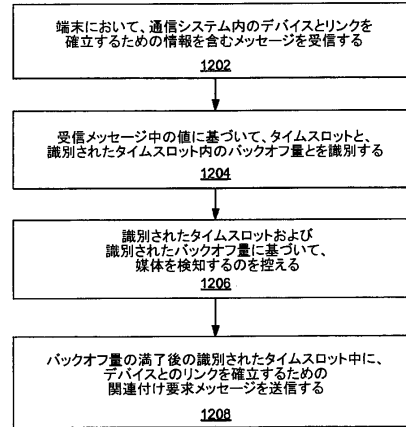 端末において、通信システム内のデバイスとリンクを
確立するための情報を含むメッセージを受信する
1202
受信メッセージ中の値に基づいて、タイムスロットと、
識別されたタイムスロット内のバックオフ量とを識別する
1204
識別されたタイムスロットおよび
識別されたバックオフ量に基づいて、
媒体を検知するのを控える
1206
バックオフ量の満了後の識別されたタイムスロット中に、
デバイスとのリンクを確立するための
関連付け要求メッセージを送信する
1208